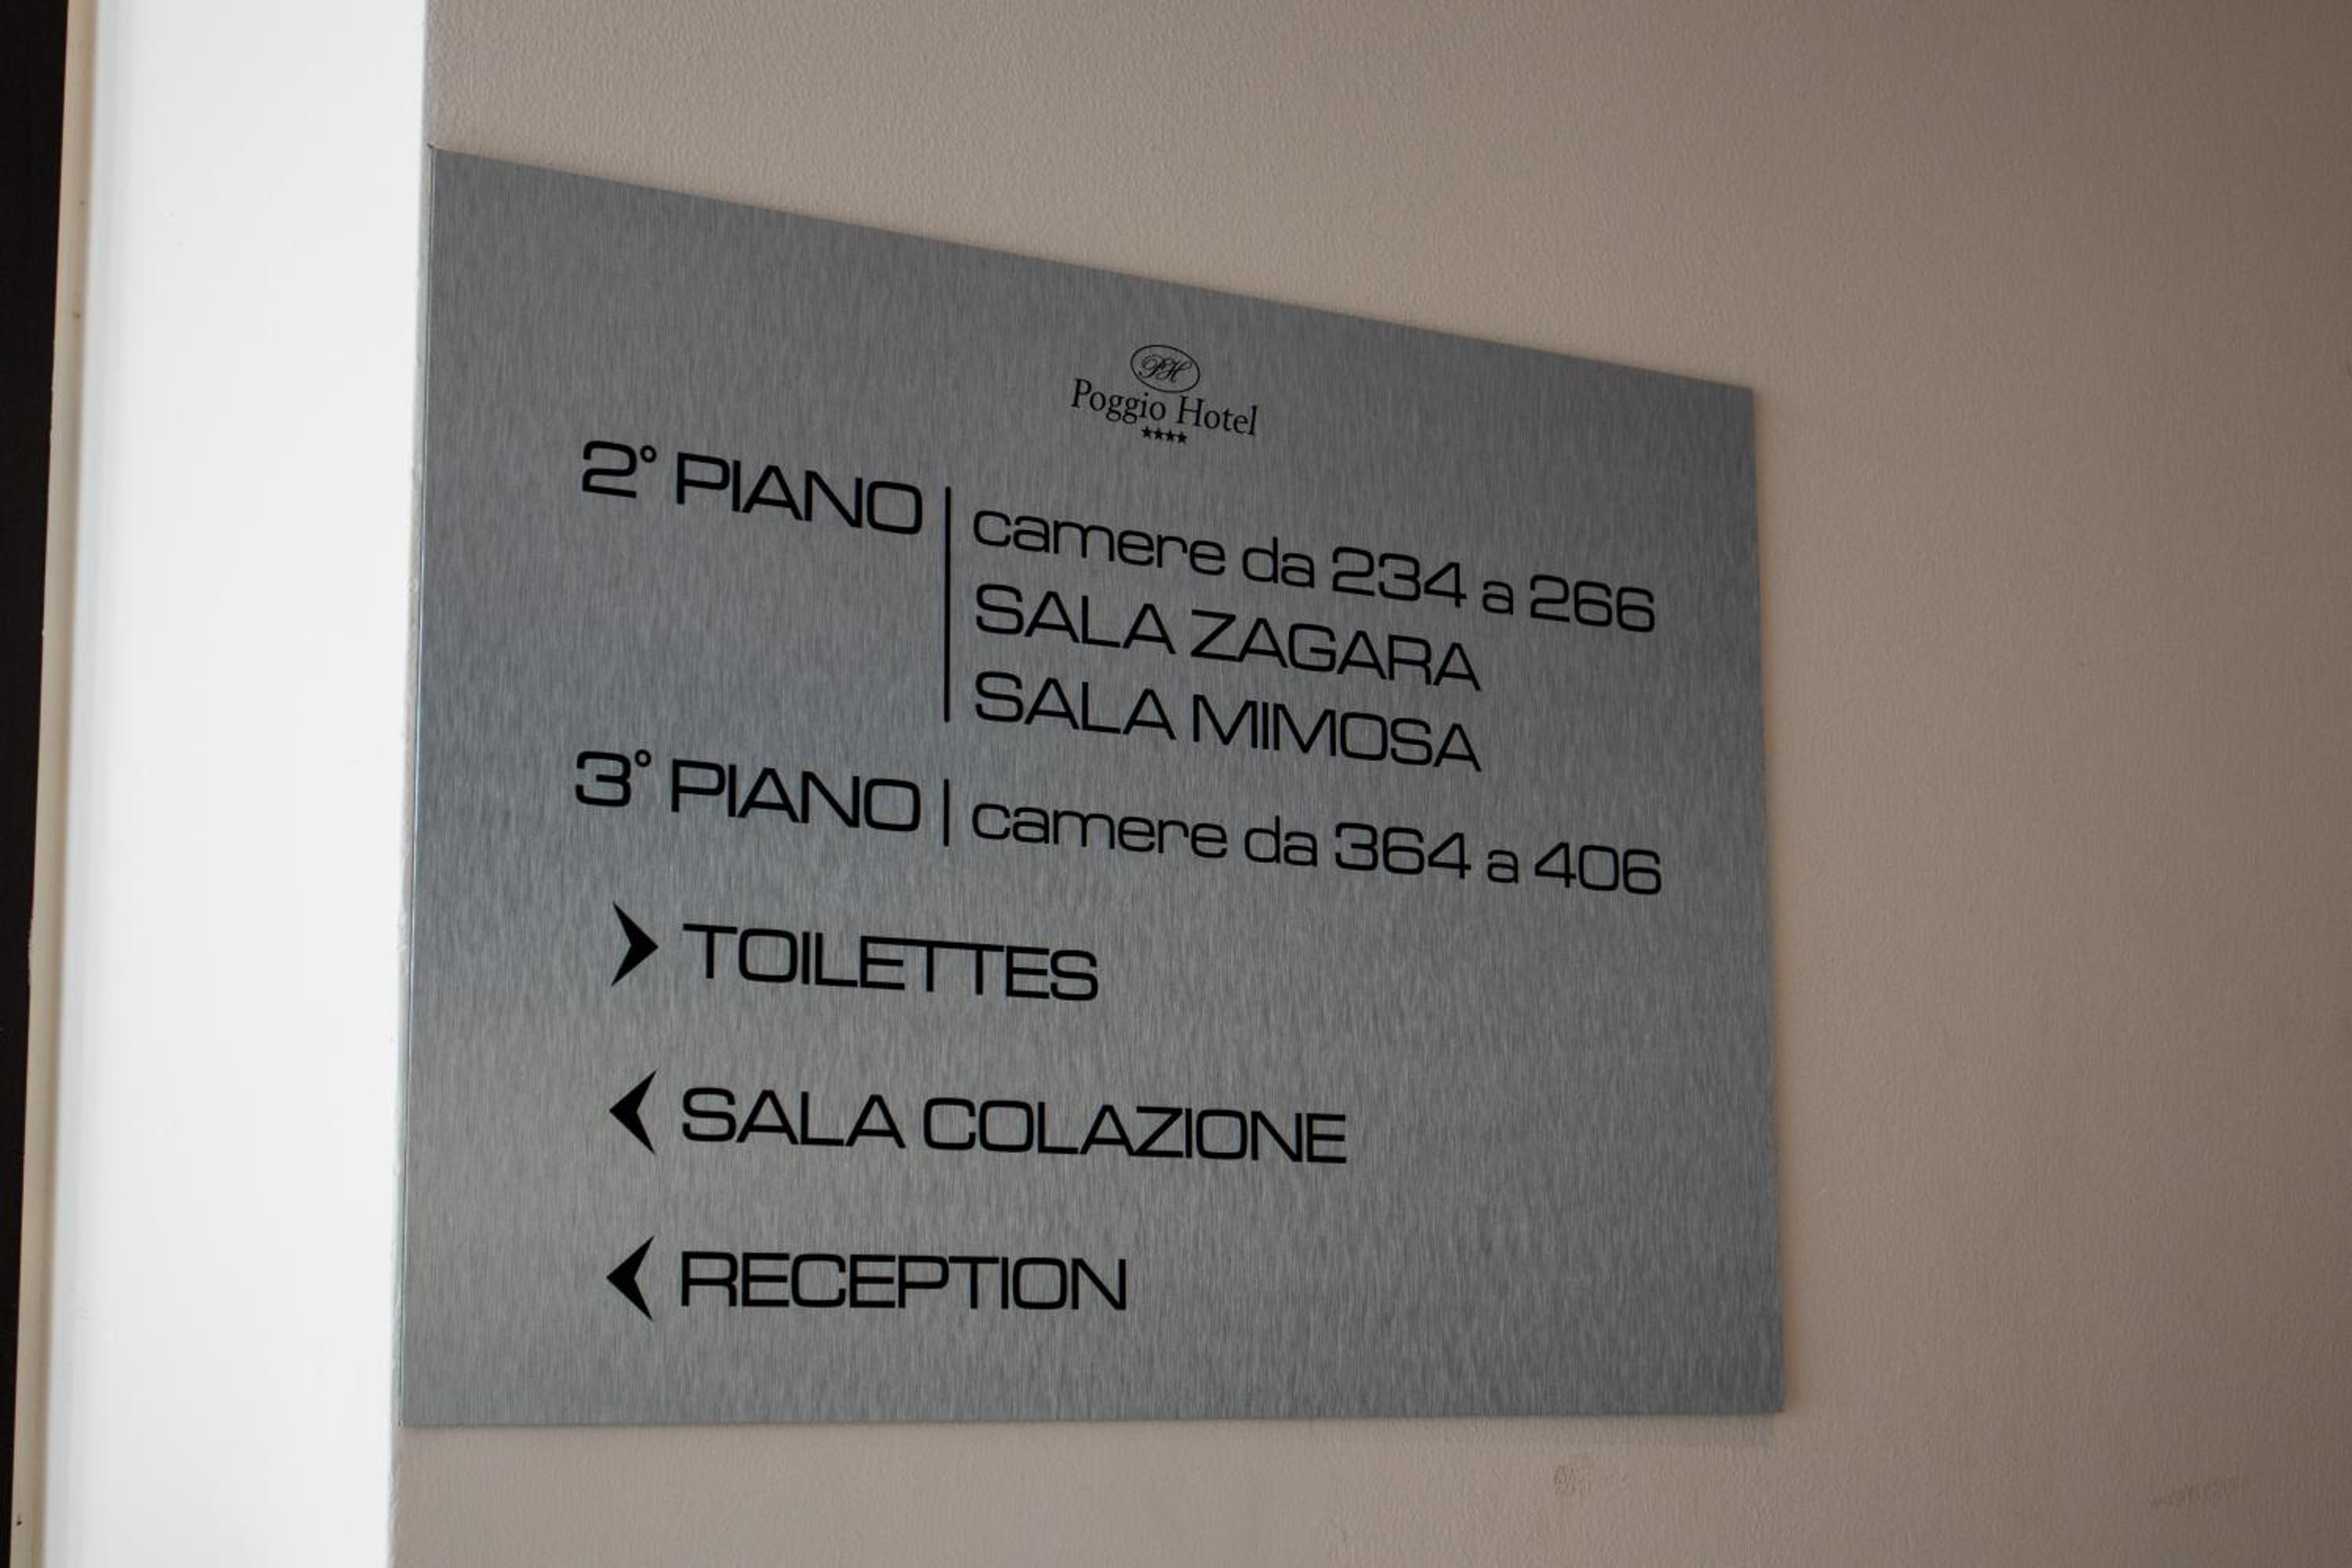 PH
Poggio Hotel
★★★★
2° PIANO | camere da 234 a 266
SALA ZAGARA
SALA MIMOSA
3° PIANO | camere da 364 a 406
TOILETTES
SALA COLAZIONE
RECEPTION